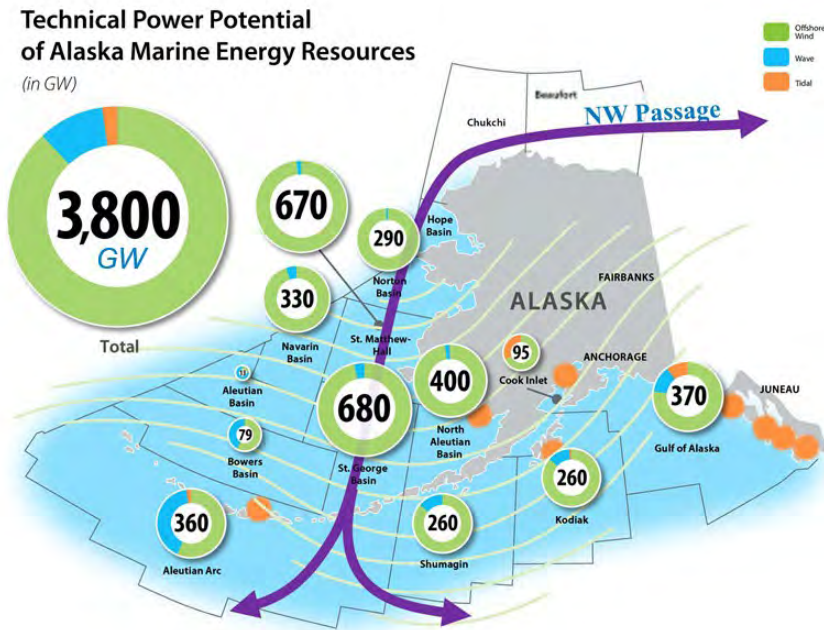 Technical Power Potential
of Alaska Marine Energy Resources
(in GW)
Offshore
Wind
Wave
Tidal
Beaufort
Chukchi
NW Passage
3,800
GW
Total
670
290
Hope
Basin
Norton
Basin
330
Navarin
Basin
St. Matthew-
Hall
FAIRBANKS
ALASKA
95
Cook Inlet
ANCHORAGE
Aleutian
Basin
680
St. George
Basin
400
North
Aleutian
Basin
370
Gulf of Alaska
JUNEAU
79
Bowers
Basin
260
Kodiak
360
Aleutian Arc
260
Shumagin